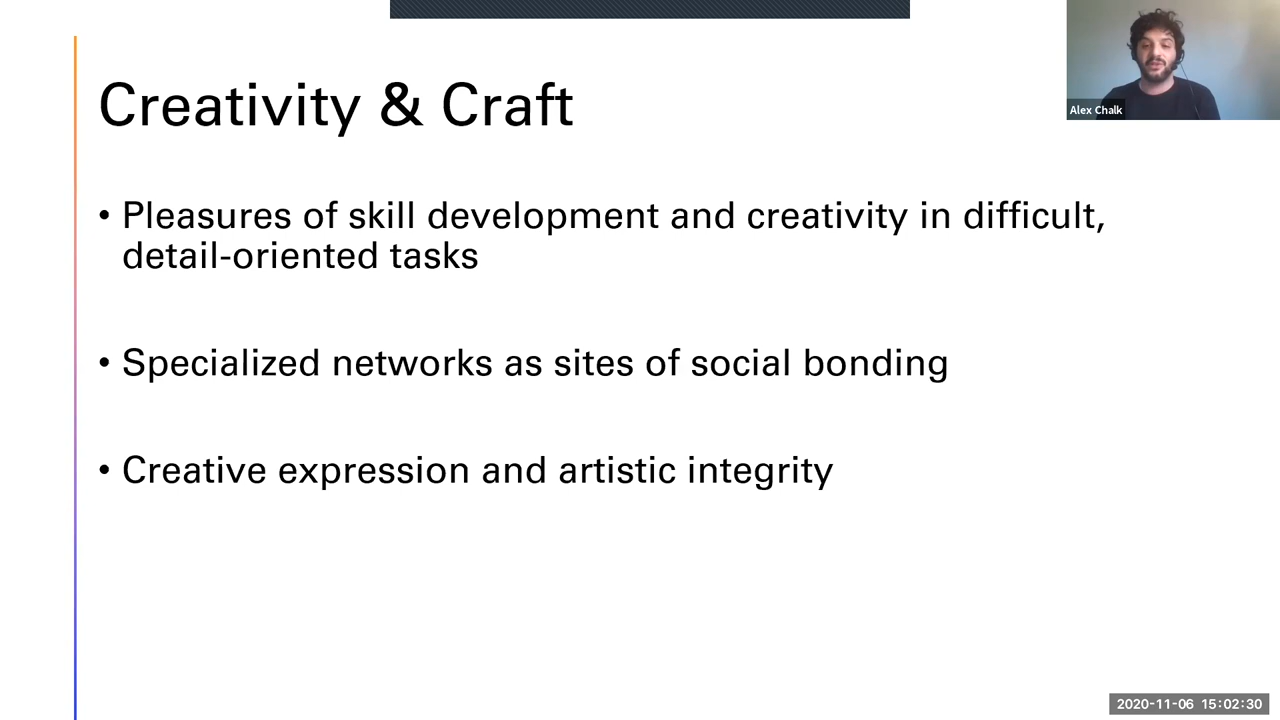 Creativity & Craft
Alex Chalk
• Pleasures of skill development and creativity in difficult,
detail-oriented tasks
• Specialized networks as sites of social bonding
• Creative expression and artistic integrity
2020-11-06 15:02:30